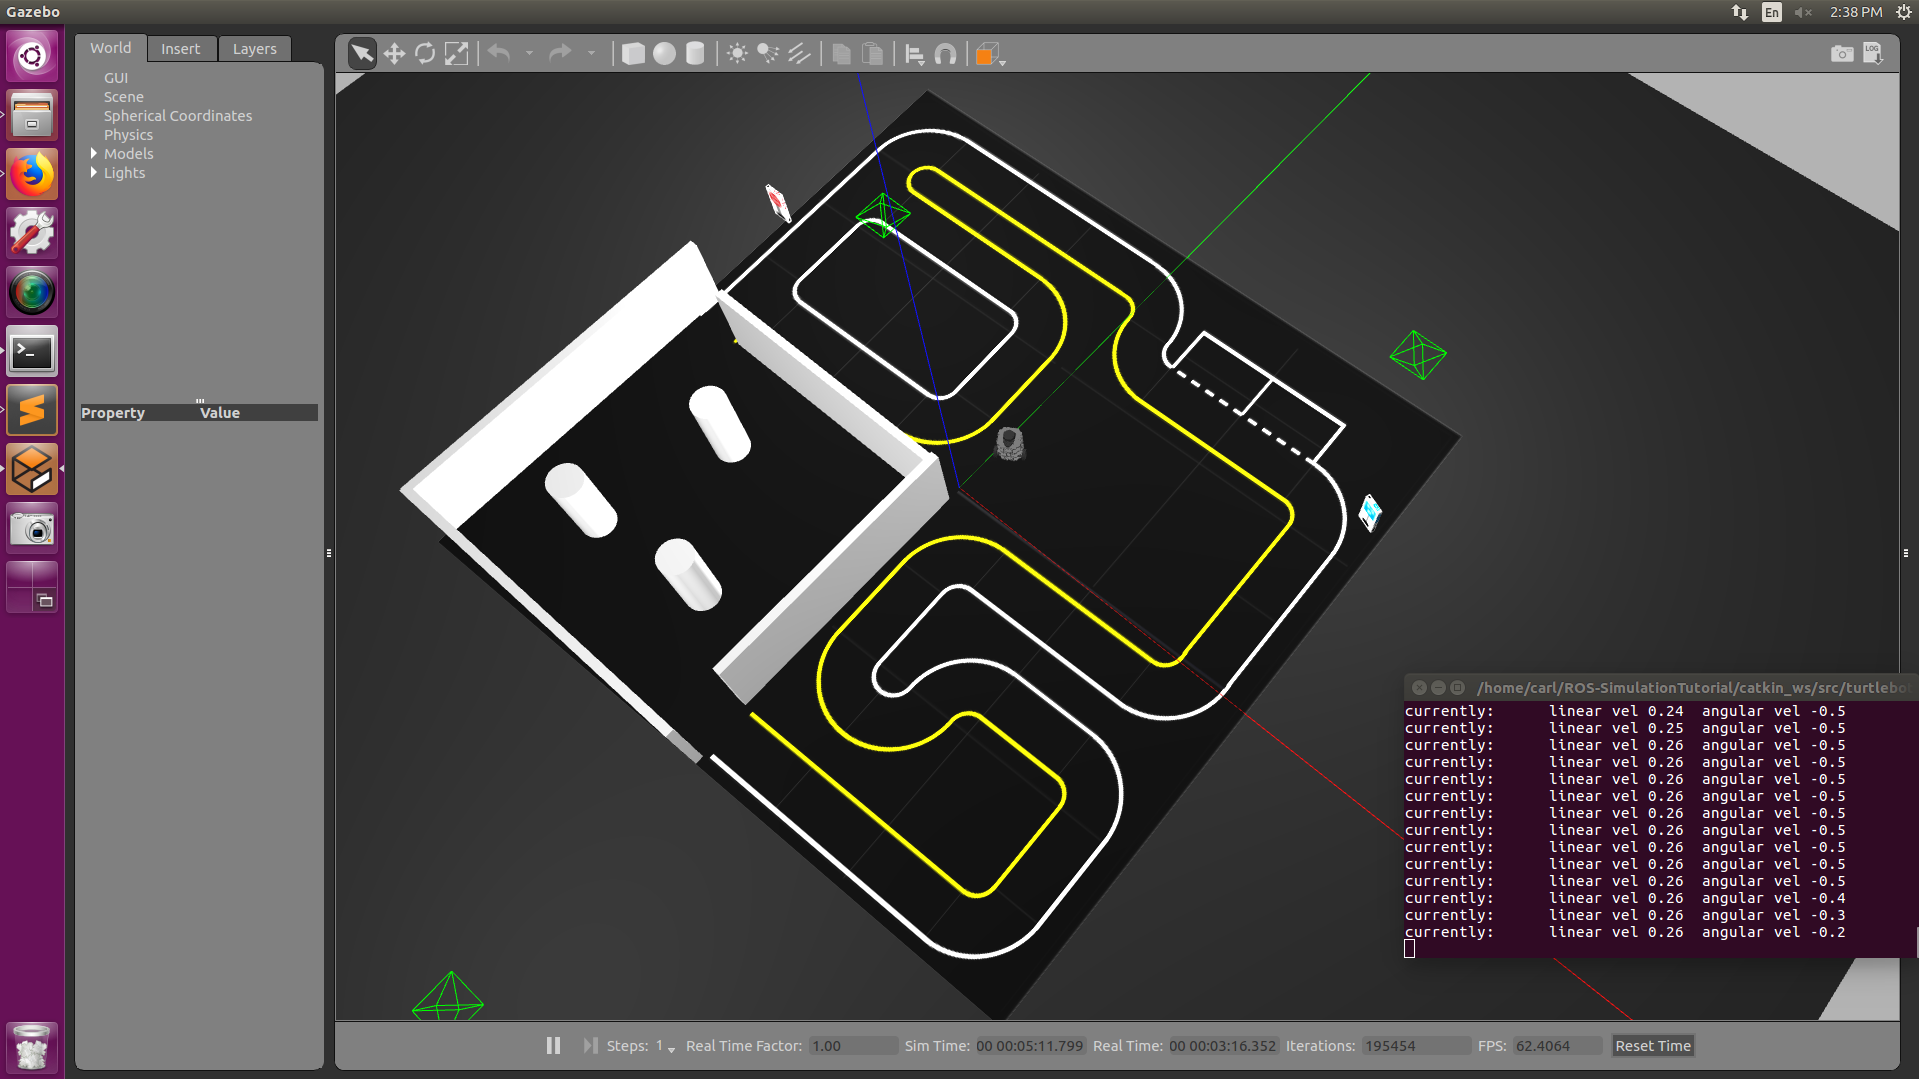 Gazebo
En
2:38 PM
World Insert Layers
LOG
GUI
Scene
Spherical Coordinates
Physics
Models
Lights
Property Value
/home/carl/ROS-SimulationTutorial/catkin_ws/src/turtlebot
currently: linear vel 0.24 angular vel -0.5
currently: linear vel 0.25 angular vel -0.5
currently: linear vel 0.26 angular vel -0.5
currently: linear vel 0.26 angular vel -0.5
currently: linear vel 0.26 angular vel -0.5
currently: linear vel 0.26 angular vel -0.5
currently: linear vel 0.26 angular vel -0.5
currently: linear vel 0.26 angular vel -0.5
currently: linear vel 0.26 angular vel -0.5
currently: linear vel 0.26 angular vel -0.5
currently: linear vel 0.26 angular vel -0.5
currently: linear vel 0.26 angular vel -0.4
currently: linear vel 0.26 angular vel -0.3
currently: linear vel 0.26 angular vel -0.2
Steps: 1 Real Time Factor: 1.00 Sim Time: 00 00:05:11.799 Real Time: 00 00:03:16.352 Iterations: 195454 FPS: 62.4064 Reset Time